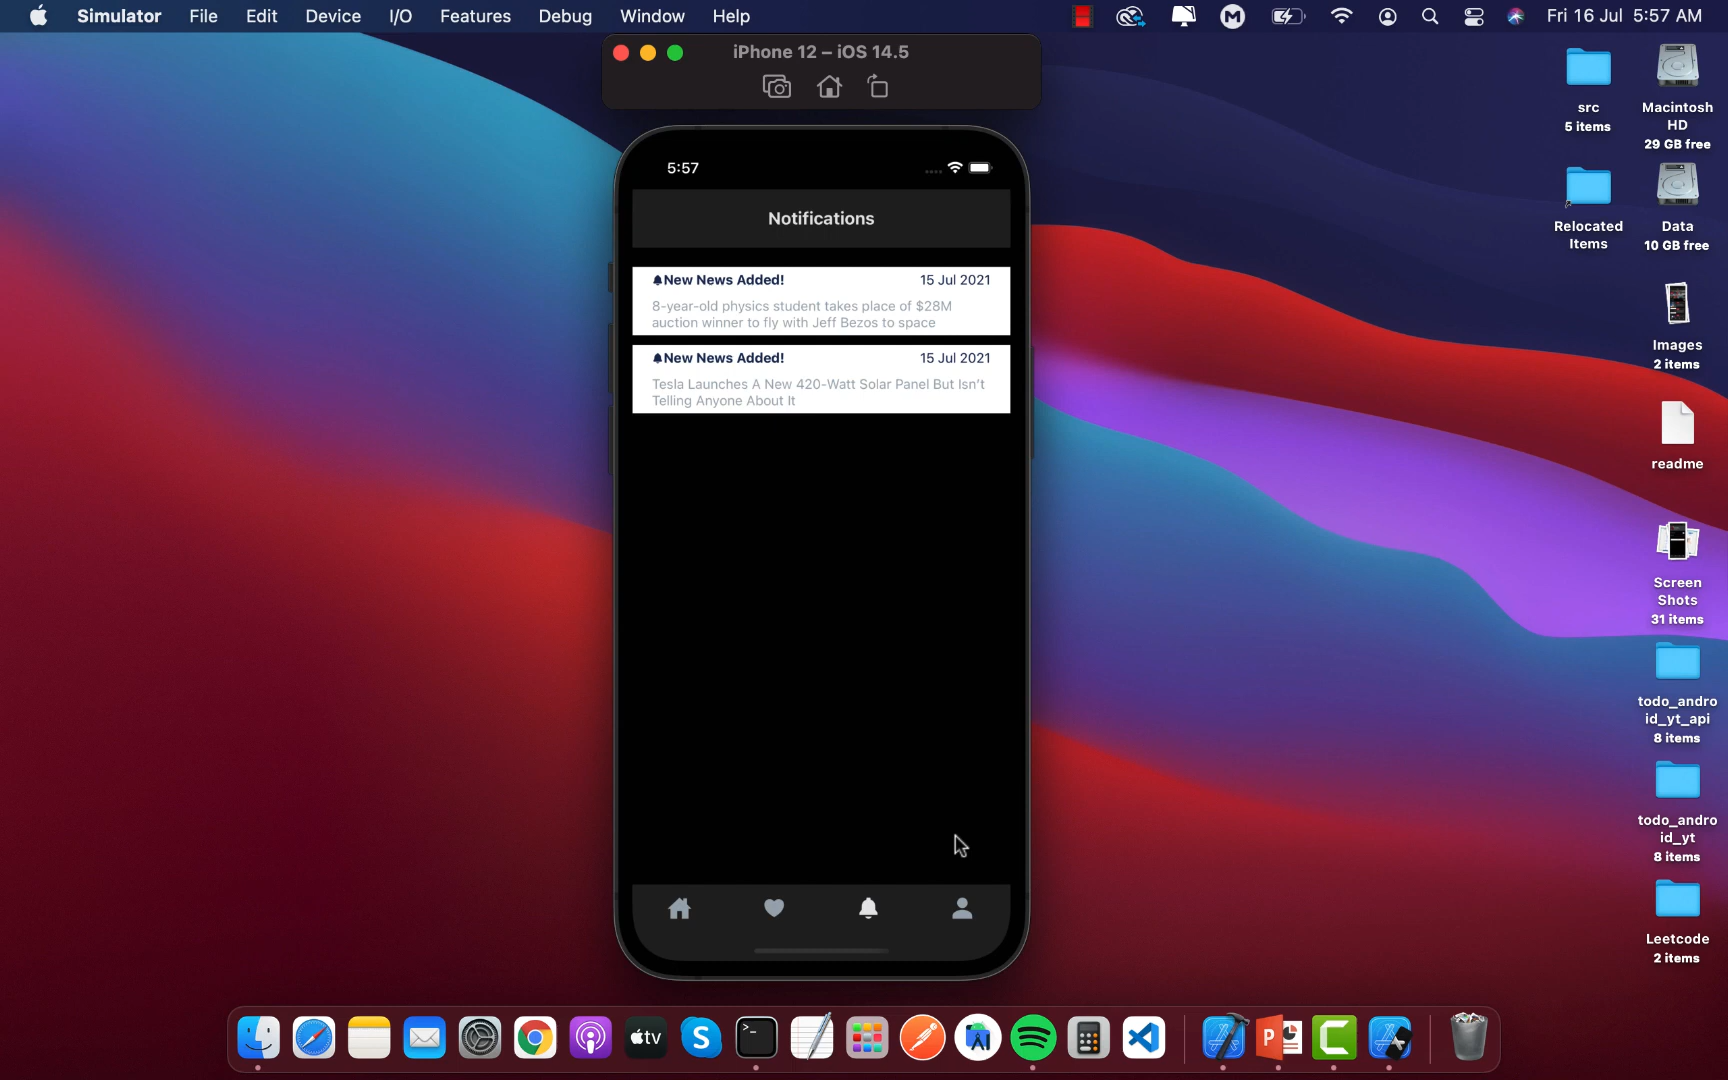 Simulator File Edit Device I/O Features Debug Window Help
Fri 16 Jul 5:57 AM
iPhone 12 – iOS 14.5
5:57
Notifications
New News Added! 15 Jul 2021
8-year-old physics student takes place of $28M
auction winner to fly with Jeff Bezos to space
New News Added! 15 Jul 2021
Tesla Launches A New 420-Watt Solar Panel But Isn't
Telling Anyone About It
src
5 items
Macintosh
HD
29 GB free
Relocated
Items
Data
10 GB free
Images
2 items
readme
Screen
Shots
31 items
todo_andro
id_yt_api
8 items
todo_andro
id_yt
8 items
Leetcode
2 items
tv
S
>_
P
C
M